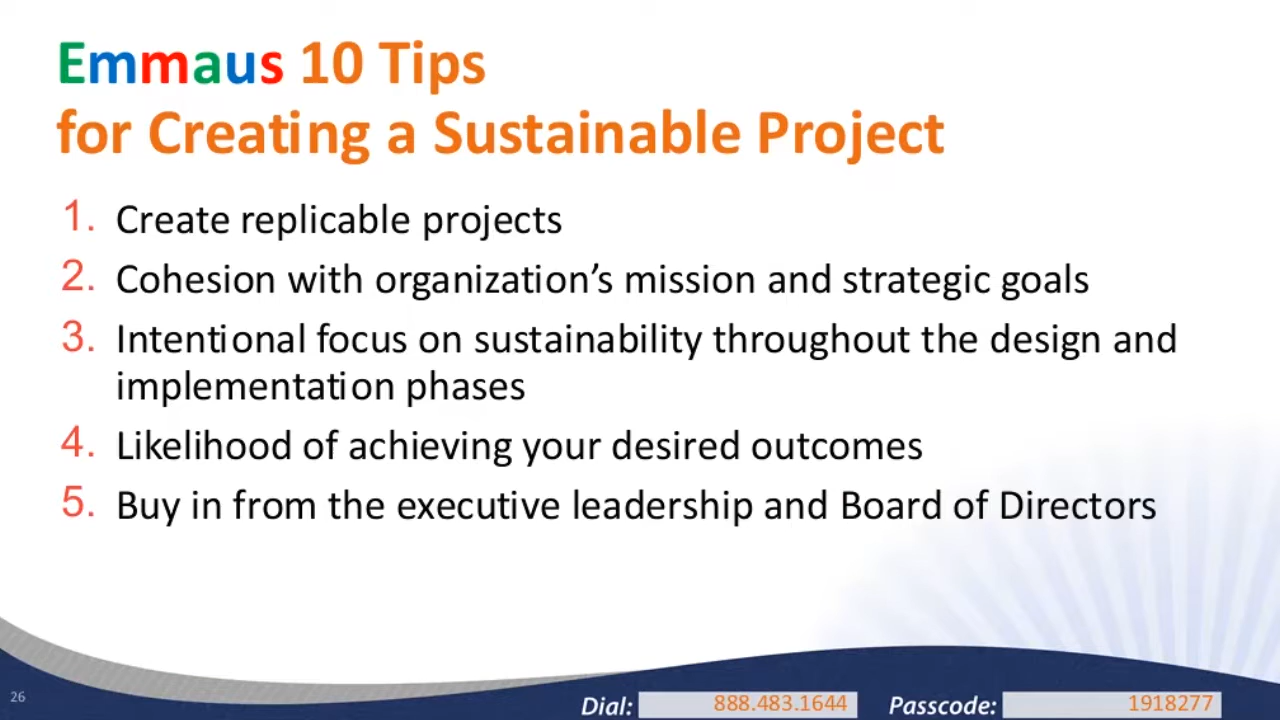 Emmaus 10 Tips
for Creating a Sustainable Project
1. Create replicable projects
2. Cohesion with organization’s mission and strategic goals
3. Intentional focus on sustainability throughout the design and
implementation phases
4. Likelihood of achieving your desired outcomes
5. Buy in from the executive leadership and Board of Directors
26
Dial: 888.483.1644 Passcode: 1918277